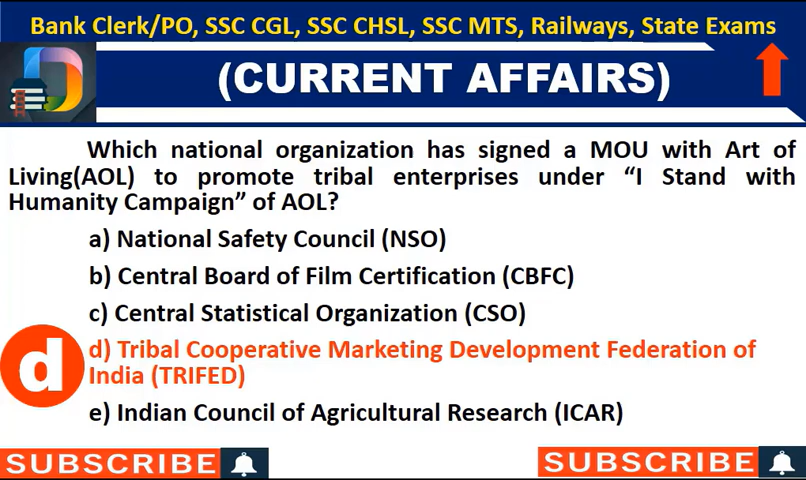 Bank Clerk/PO, SSC CGL, SSC CHSL, SSC MTS, Railways, State Exams
(CURRENT AFFAIRS)
Which national organization has signed a MOU with Art of
Living(AOL) to promote tribal enterprises under “I Stand with
Humanity Campaign” of AOL?
a) National Safety Council (NSO)
b) Central Board of Film Certification (CBFC)
c) Central Statistical Organization (CSO)
d
d) Tribal Cooperative Marketing Development Federation of
India (TRIFED)
e) Indian Council of Agricultural Research (ICAR)
SUBSCRIBE
SUBSCRIBE